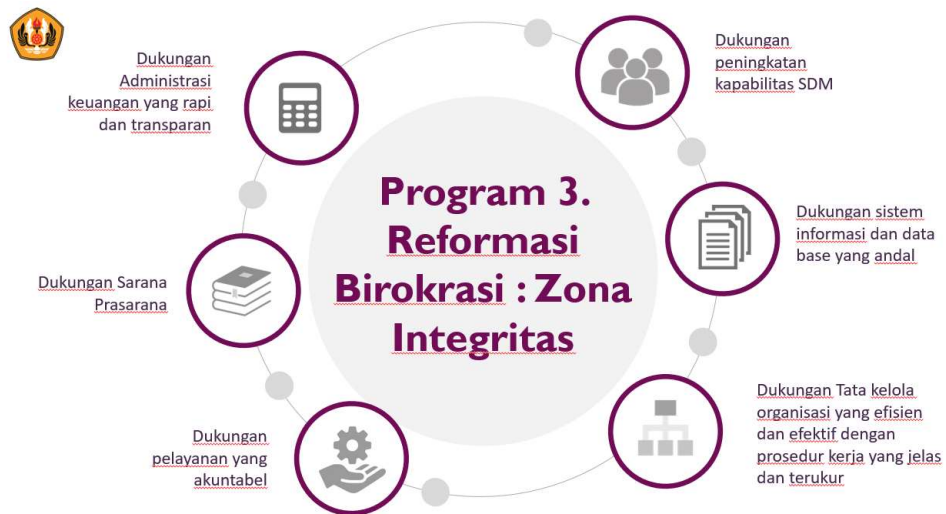 Program 3.
Reformasi
Birokrasi : Zona
Integritas
Dukungan
Administrasi
keuangan yang rapi
dan transparan
Dukungan
peningkatan
kapabilitas SDM
Dukungan sistem
informasi dan data
base yang andal
Dukungan Tata kelola
organisasi yang efisien
dan efektif dengan
prosedur kerja yang jelas
dan terukur
Dukungan
pelayanan yang
akuntabel
Dukungan Sarana
Prasarana